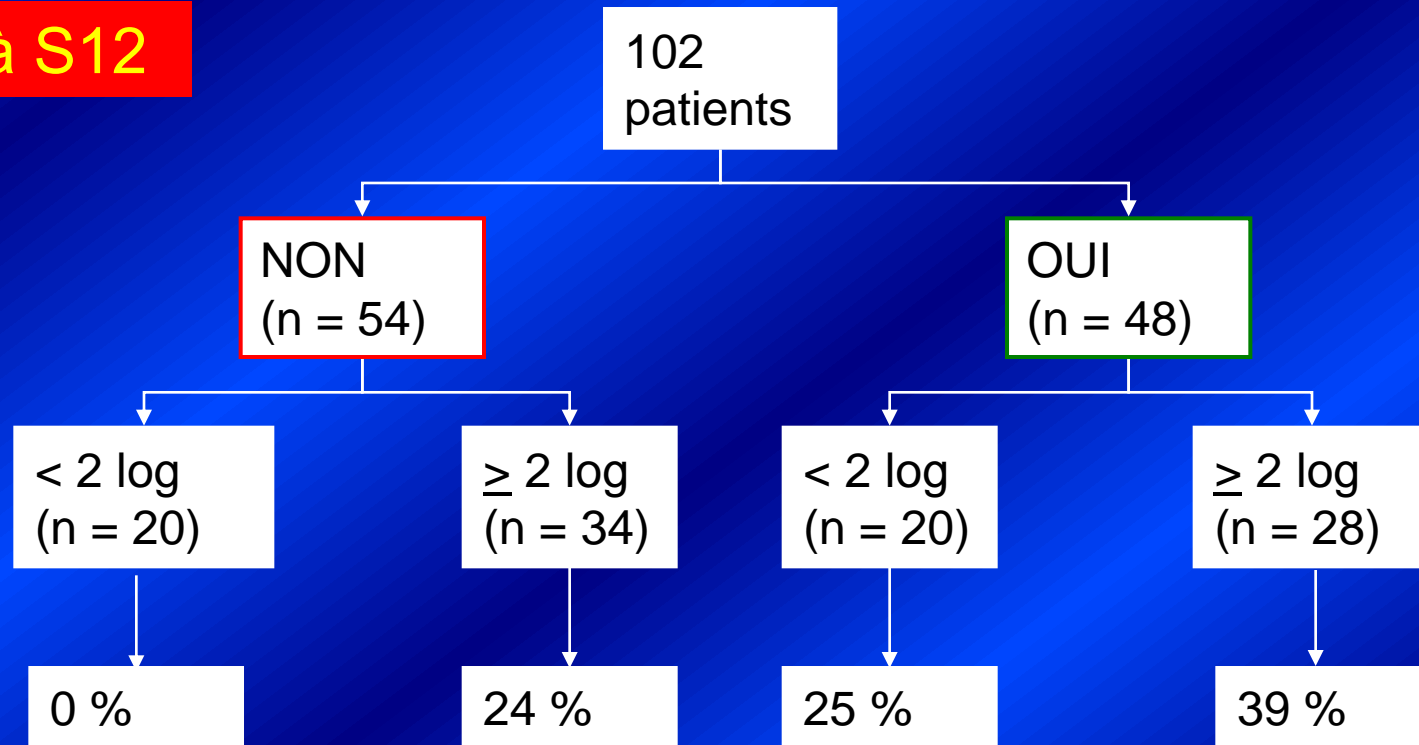 à S12
102
patients
NON
(n = 54)
OUI
(n = 48)
< 2 log
(n = 20)
≥ 2 log
(n = 34)
< 2 log
(n = 20)
≥ 2 log
(n = 28)
0 %
24 %
25 %
39 %